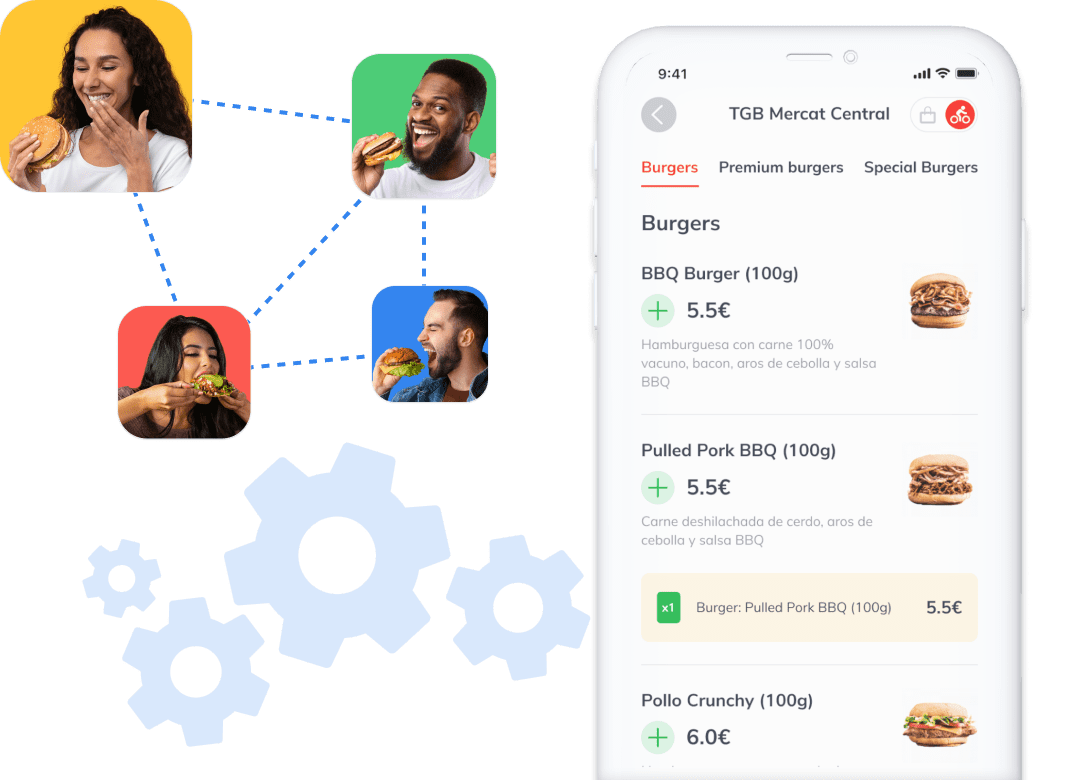 9:41
TGB Mercat Central
Burgers Premium burgers Special Burgers
Burgers
BBQ Burger (100g)
5.5€
Hamburguesa con carne 100%
vacuno, bacon, aros de cebolla y salsa
BBQ
Pulled Pork BBQ (100g)
5.5€
Carne deshilachada de cerdo, aros de
cebolla y salsa BBQ
x1 Burger: Pulled Pork BBQ (100g) 5.5€
Pollo Crunchy (100g)
6.0€